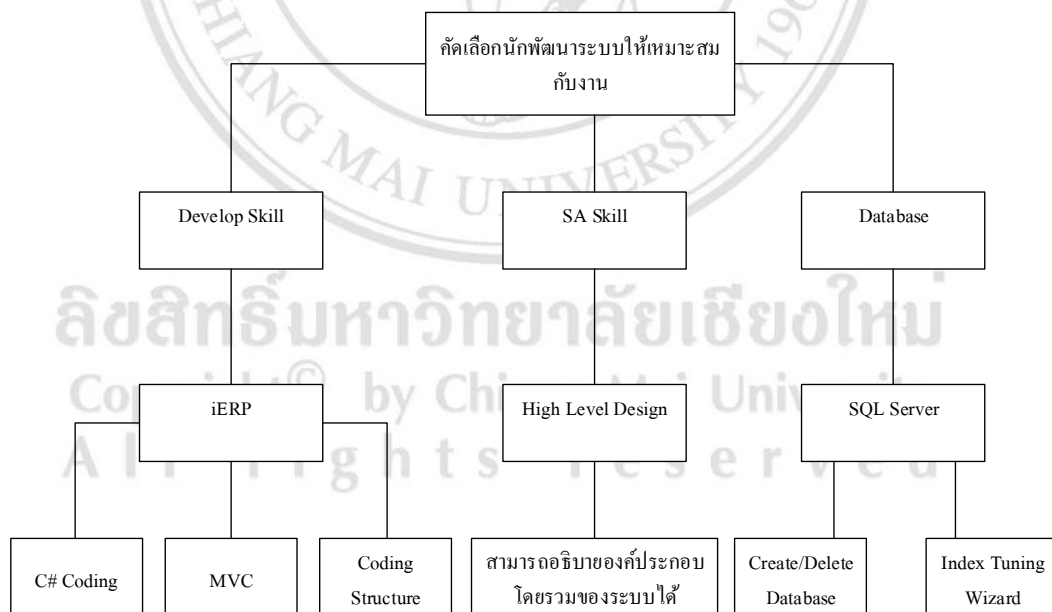 คัดเลือกนักพัฒนาระบบให้เหมาะสม
กับงาน
CHIANG MAI UNIVERSITY 19
Develop Skill
SA Skill
Database
ลิขสิทธิ์มหาวิทยาลัยเชียงใหม่
Copyright© by Chiang Mai University
All rights reserved
iERP
High Level Design
SQL Server
C# Coding
MVC
Coding
Structure
สามารถอธิบายองค์ประกอบ
โดยรวมของระบบได้
Create/Delete
Database
Index Tuning
Wizard